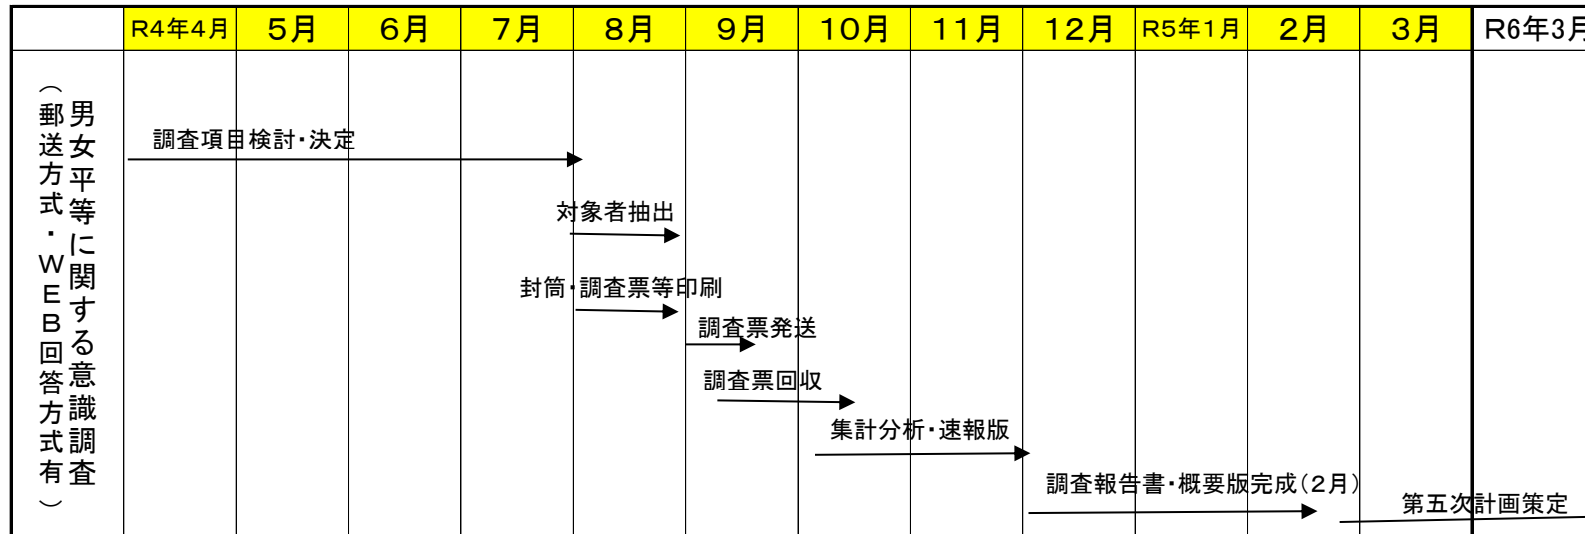 R4年4月 5月 6月 7月 8月 9月 10月 11月 12月 R5年1月 2月 3月 R6年3月
男女平等に関する意識調査
（郵送方式・WEB回答方式有）
調査項目検討・決定
対象者抽出
封筒・調査票等印刷
調査票発送
調査票回収
集計分析・速報版
調査報告書・概要版完成(2月)
第五次計画策定